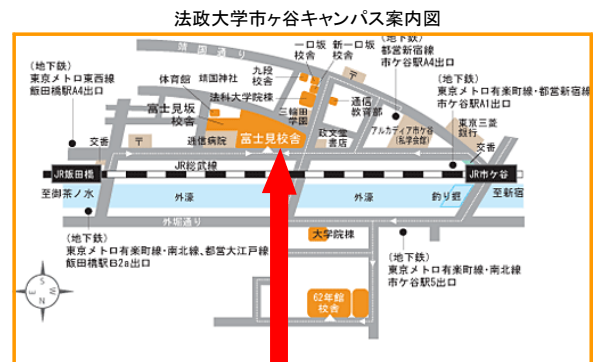 法政大学市ヶ谷キャンパス案内図
靖国通り
一口坂
校舎
新一口坂
校舎
(地下鉄)
都営新宿線
市ケ谷駅A4出口
(地下鉄)
東京メトロ東西線
飯田橋駅A4出口
体育館
靖国神社
九段
校舎
法科大学院棟
〒
(地下鉄)
東京メトロ有楽町線・都営新宿線
市ケ谷駅A1出口
富士見坂
校舎
三輪田
学園
通信
教育部
交番
〒
逓信病院
富士見校舎
政文堂
書店
アルカディア市ケ谷
(私学会館)
東京三菱
銀行
交番
JR総武線
JR飯田橋
JR市ケ谷
至御茶ノ水
外濠
外濠
釣り堀
至新宿
外堀通り
(地下鉄)
東京メトロ有楽町線・南北線、都営大江戸線
飯田橋駅B2a出口
大学院棟
(地下鉄)
東京メトロ有楽町線・南北線
市ケ谷駅5出口
62年館
校舎
S
W
E
N